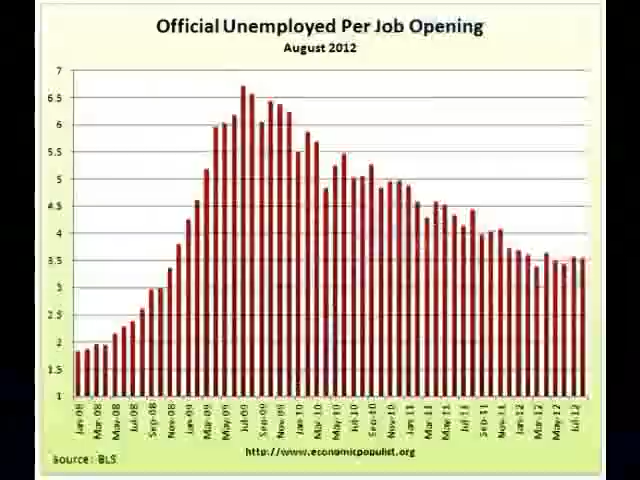 Official Unemployed Per Job Opening
August 2012
7
6.5
6
5.5
5
4.5
4
3.5
3
2.5
2
1.5
1
Jan-08
Mar-08
May-08
Jul-08
Sep-08
Nov-08
Jan-09
Mar-09
May-09
Jul-09
Sep-09
Nov-09
Jan-10
Mar-10
May-10
Jul-10
Sep-10
Nov-10
Jan-11
Mar-11
May-11
Jul-11
Sep-11
Nov-11
Jan-12
Mar-12
May-12
Jul-12
source: BLS
http://www.economicpopulist.org